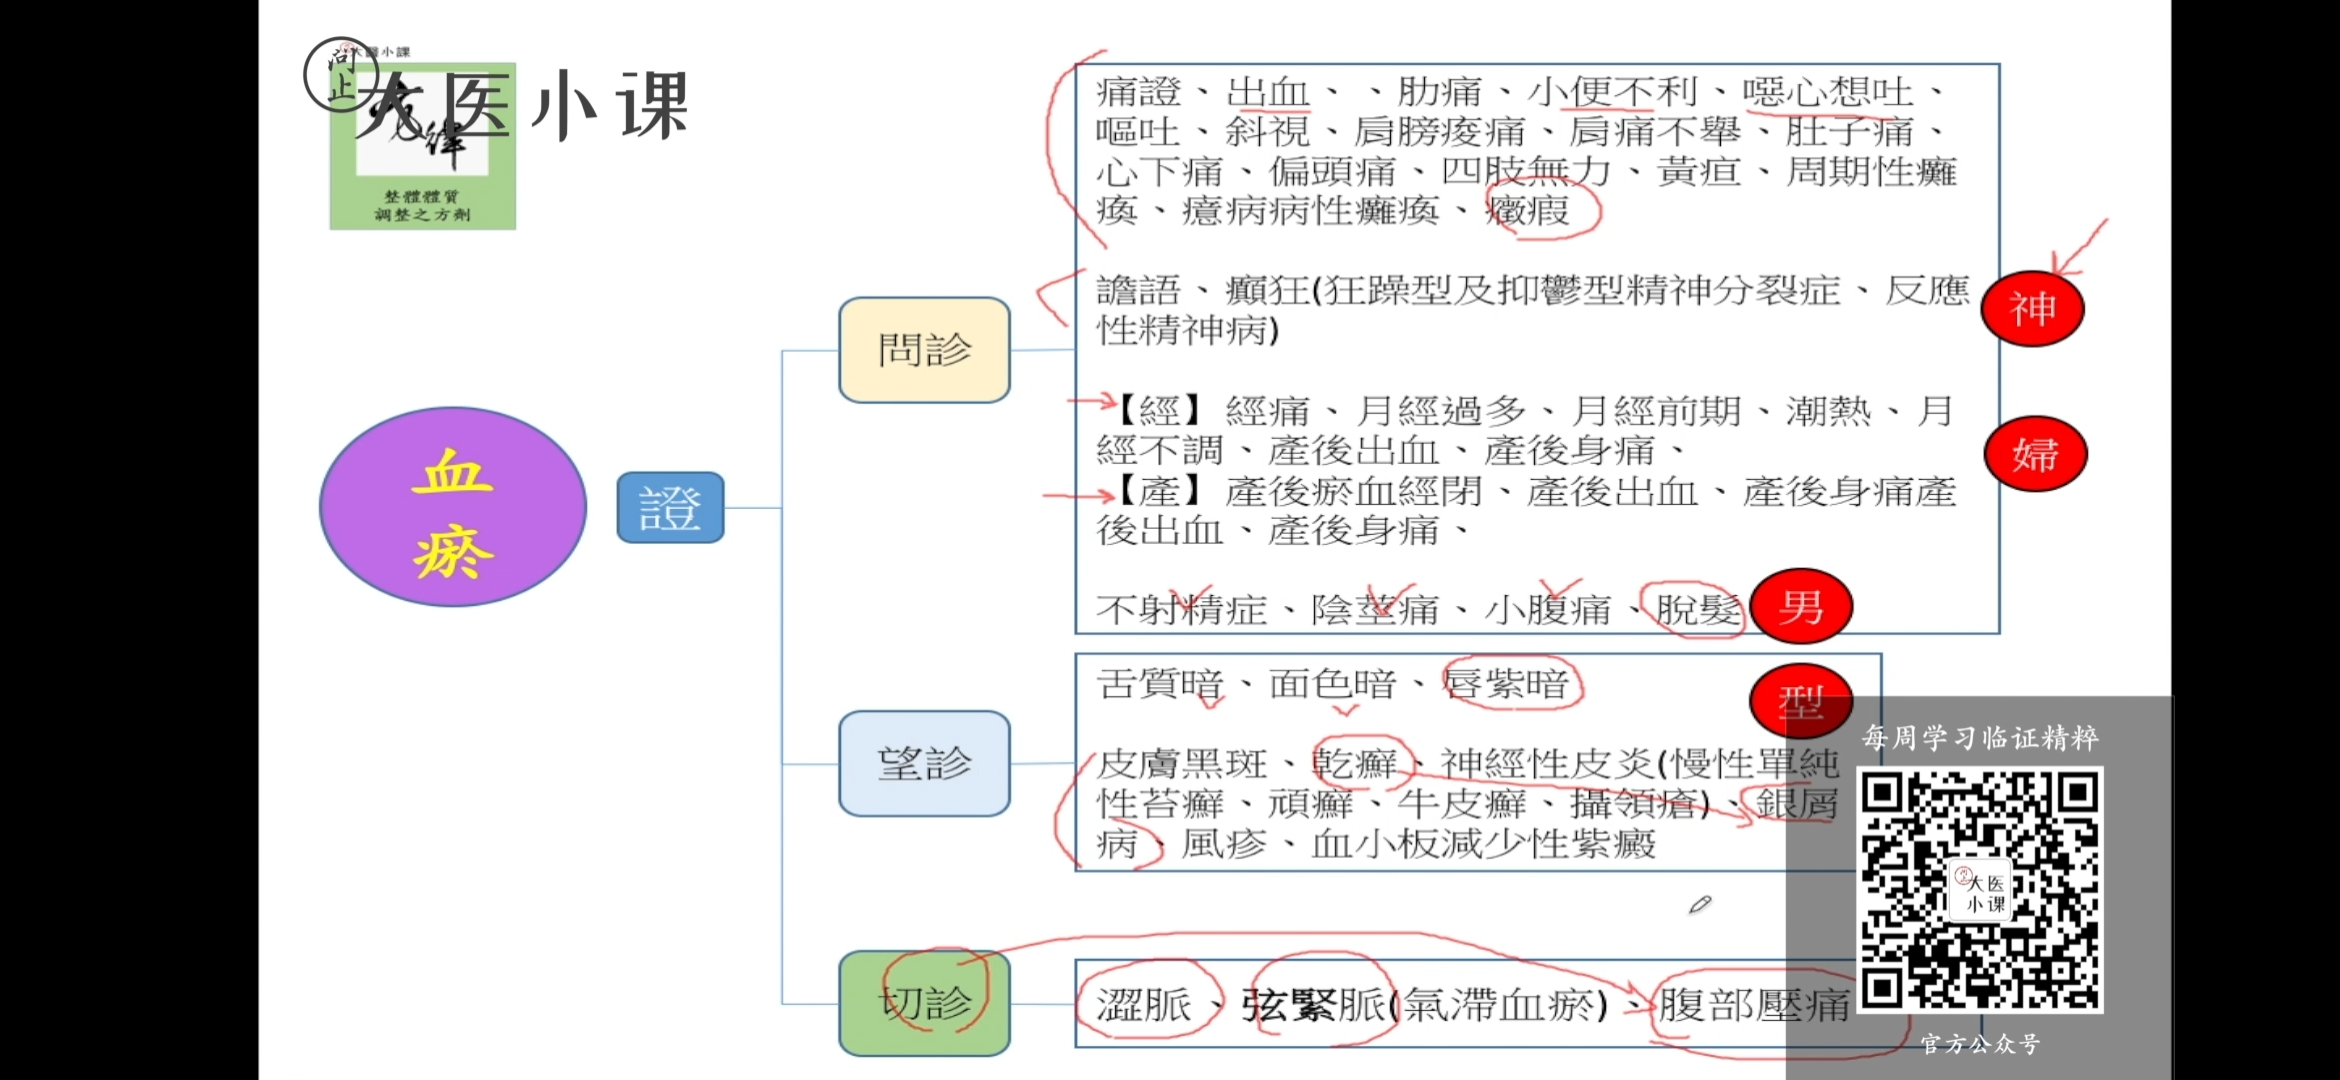 大醫小課
问止
大医小课
整體體質
調整之方劑
血
瘀
證
問診
痛證、出血、、肋痛、小便不利、噁心想吐、
嘔吐、斜視、肩膀痠痛、肩痛不舉、肚子痛、
心下痛、偏頭痛、四肢無力、黃疸、周期性癱
瘓、癔病病性癱瘓、癥瘕
譫語、癲狂(狂躁型及抑鬱型精神分裂症、反應
性精神病)
神
【經】經痛、月經過多、月經前期、潮熱、月
經不調、產後出血、產後身痛、
【產】產後瘀血經閉、產後出血、產後身痛產
後出血、產後身痛、
婦
不射精症、陰莖痛、小腹痛、脫髮
男
望診
舌質暗、面色暗、唇紫暗
型
皮膚黑斑、乾癬、神經性皮炎(慢性單純
性苔癬、頑癬、牛皮癬、攝領瘡)、銀屑
病、風疹、血小板減少性紫癜
切診
澀脈、弦緊脈(氣滯血瘀)、腹部壓痛
每周学习临证精粹
大医
小课
官方公众号